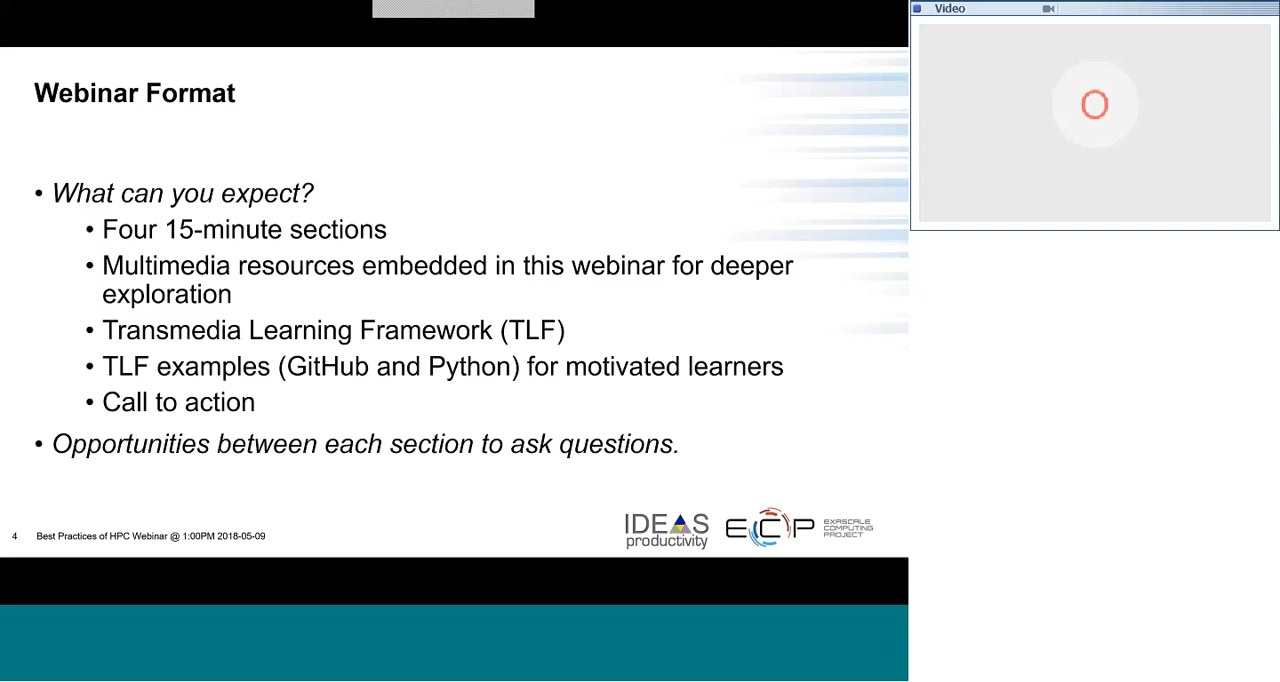 Video
O
Webinar Format
• What can you expect?
• Four 15-minute sections
• Multimedia resources embedded in this webinar for deeper
exploration
• Transmedia Learning Framework (TLF)
• TLF examples (GitHub and Python) for motivated learners
• Call to action
• Opportunities between each section to ask questions.
4 Best Practices of HPC Webinar @ 1:00PM 2018-05-09
IDEAS
productivity
ECP
EXASCALE
COMPUTING
PROJECT